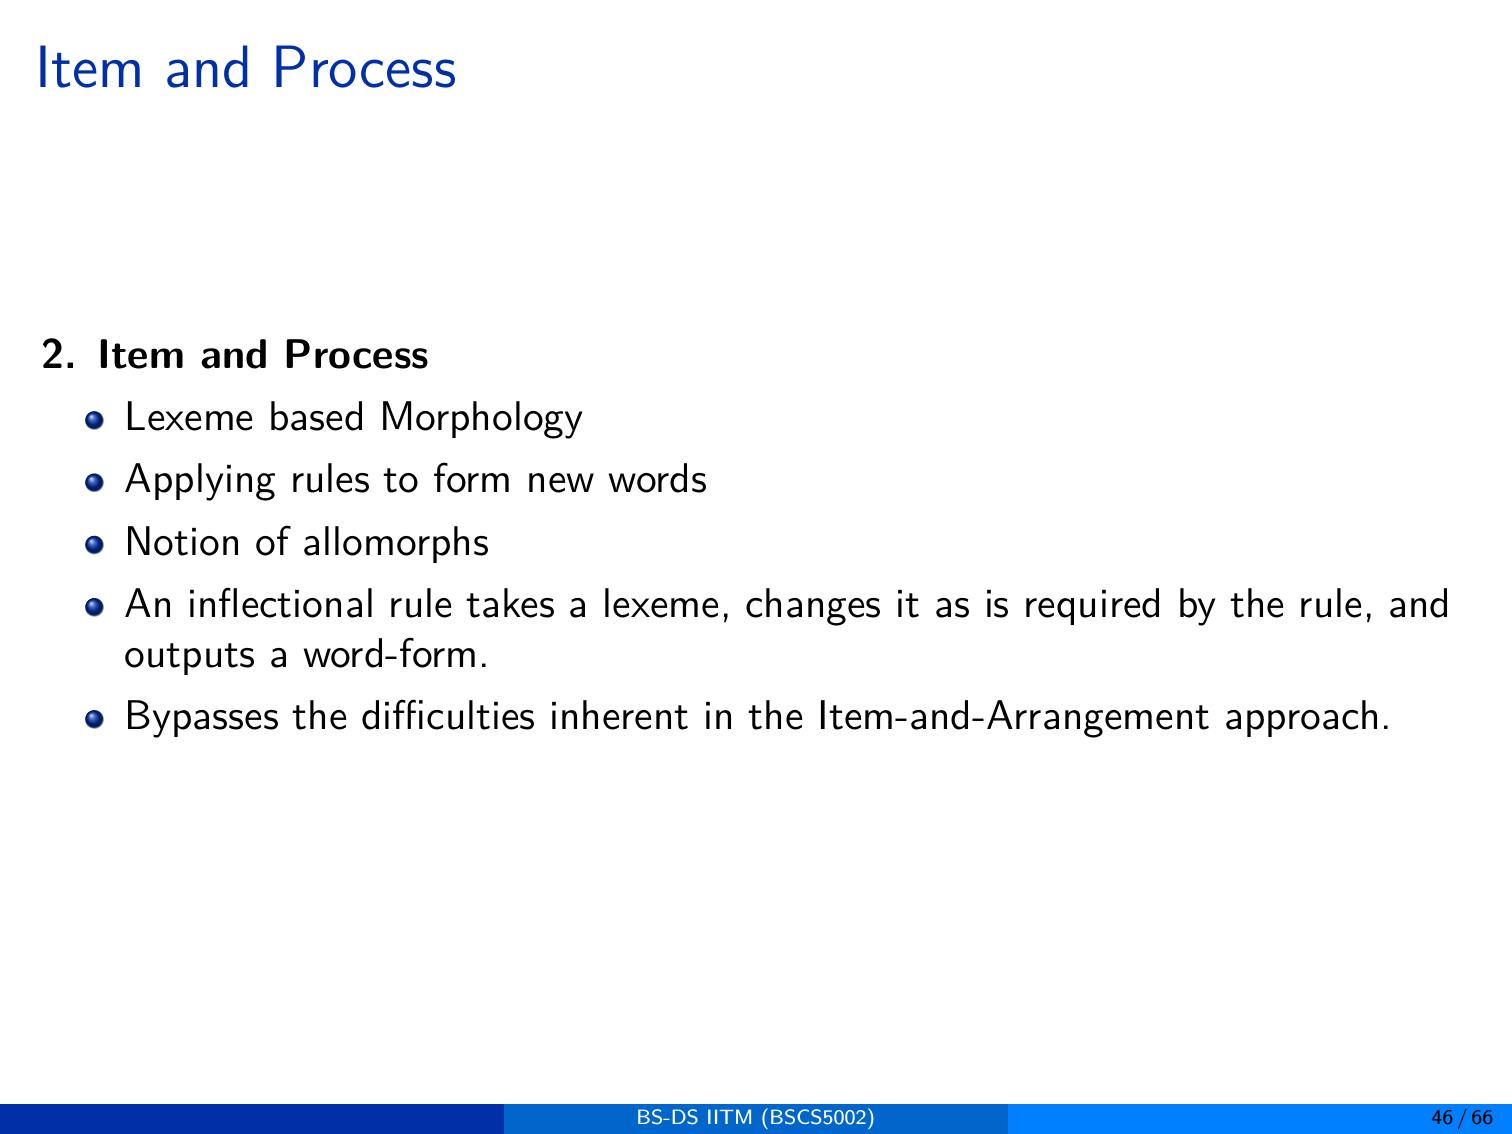 Item and Process
2. Item and Process
Lexeme based Morphology
Applying rules to form new words
Notion of allomorphs
An inflectional rule takes a lexeme, changes it as is required by the rule, and
outputs a word-form.
Bypasses the difficulties inherent in the Item-and-Arrangement approach.
BS-DS IITM (BSCS5002)
46 / 66